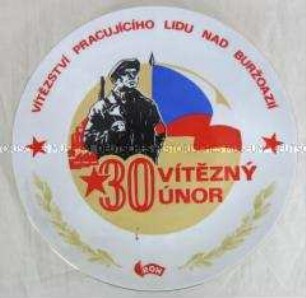 VÍTĚZSTVÍ PRACUJÍCÍHO LIDU NAD BURŽOAZIÍ
30 VÍTĚZNÝ
ÚNOR
ROH